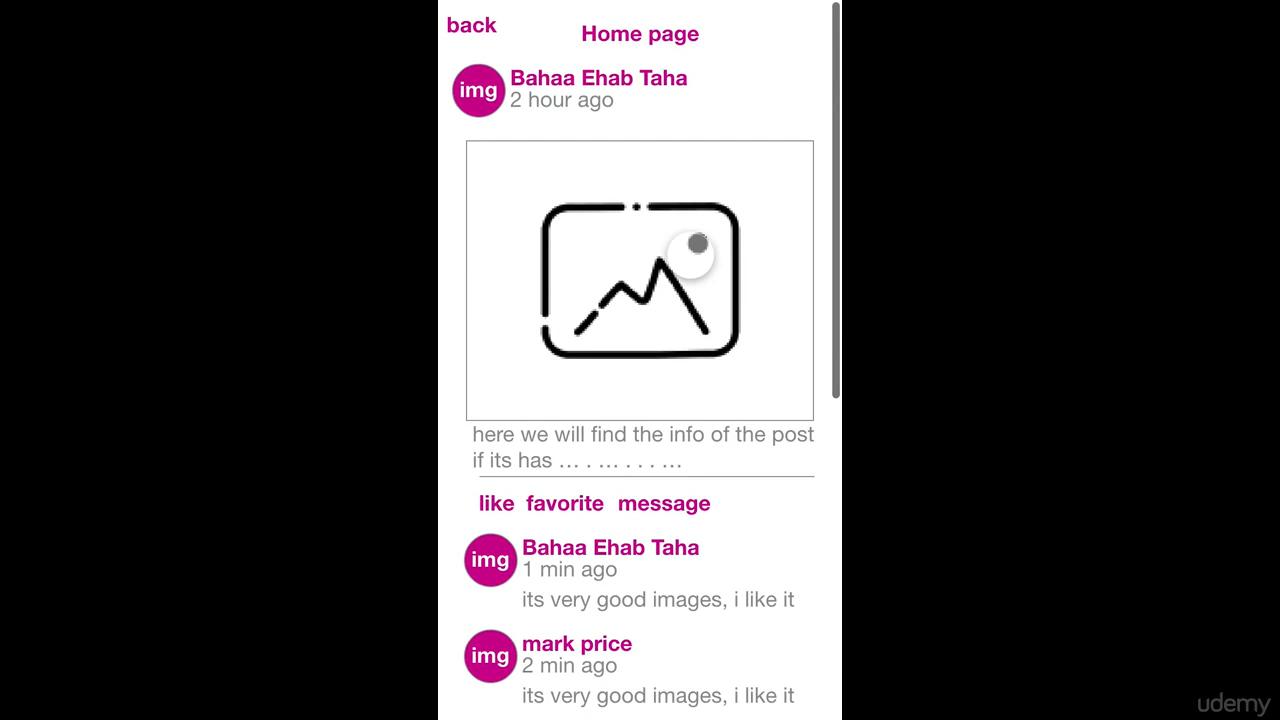 back
Home page
img
Bahaa Ehab Taha
2 hour ago
here we will find the info of the post
if its has ... . ... . . . ...
like favorite message
img
Bahaa Ehab Taha
1 min ago
its very good images, i like it
img
mark price
2 min ago
its very good images, i like it
udemy